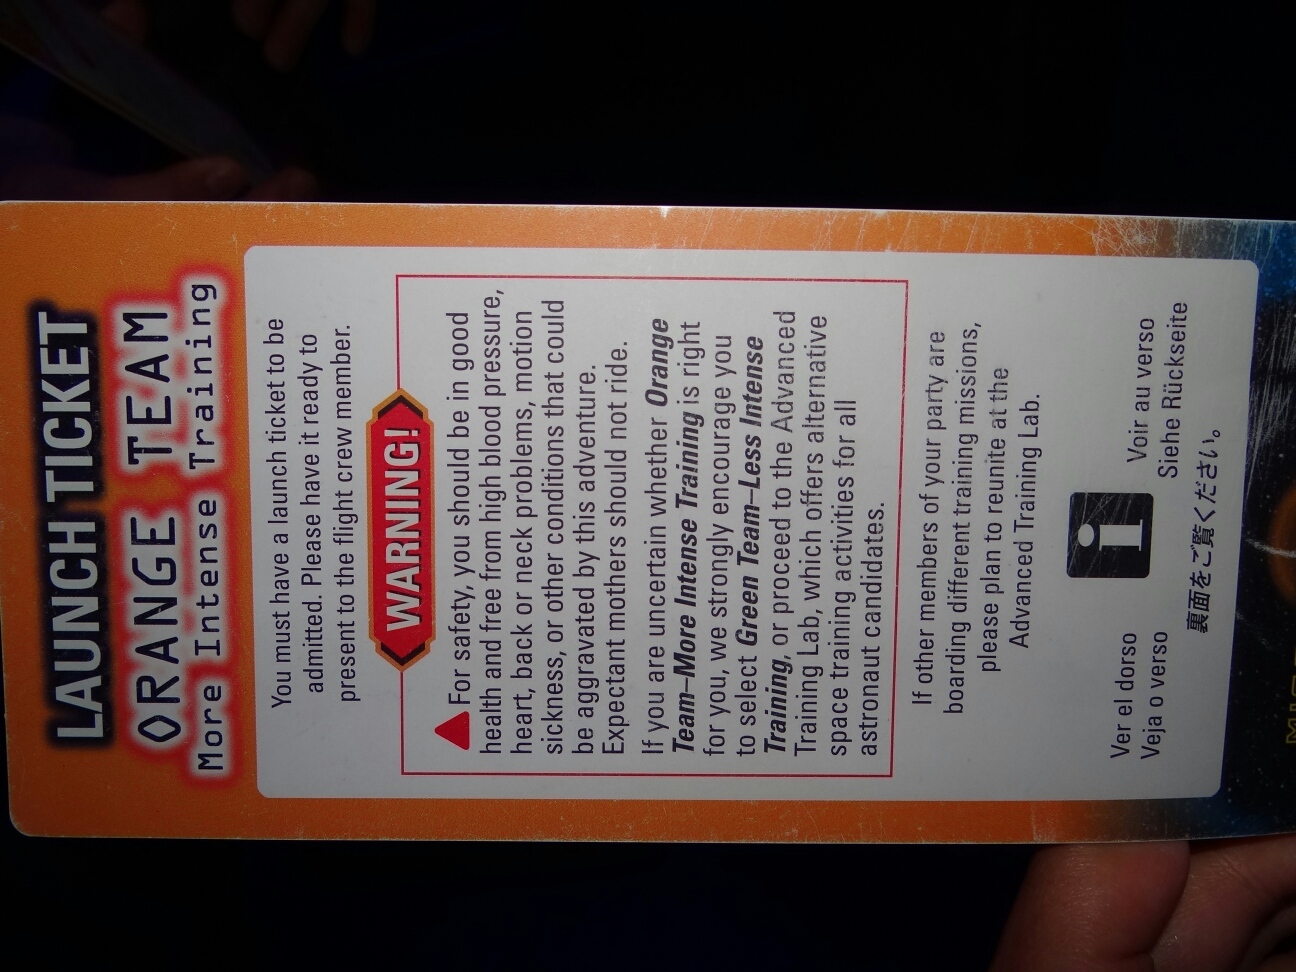 LAUNCH TICKET
ORANGE TEAM
More Intense Training
You must have a launch ticket to be
admitted. Please have it ready to
present to the flight crew member.
WARNING!
For safety, you should be in good
health and free from high blood pressure,
heart, back or neck problems, motion
sickness, or other conditions that could
be aggravated by this adventure.
Expectant mothers should not ride.
If you are uncertain whether Orange
Team–More Intense Training is right
for you, we strongly encourage you
to select Green Team–Less Intense
Training, or proceed to the Advanced
Training Lab, which offers alternative
space training activities for all
astronaut candidates.
If other members of your party are
boarding different training missions,
please plan to reunite at the
Advanced Training Lab.
i
Ver el dorso Voir au verso
Veja o verso Siehe Rückseite
裏面をご覧ください。